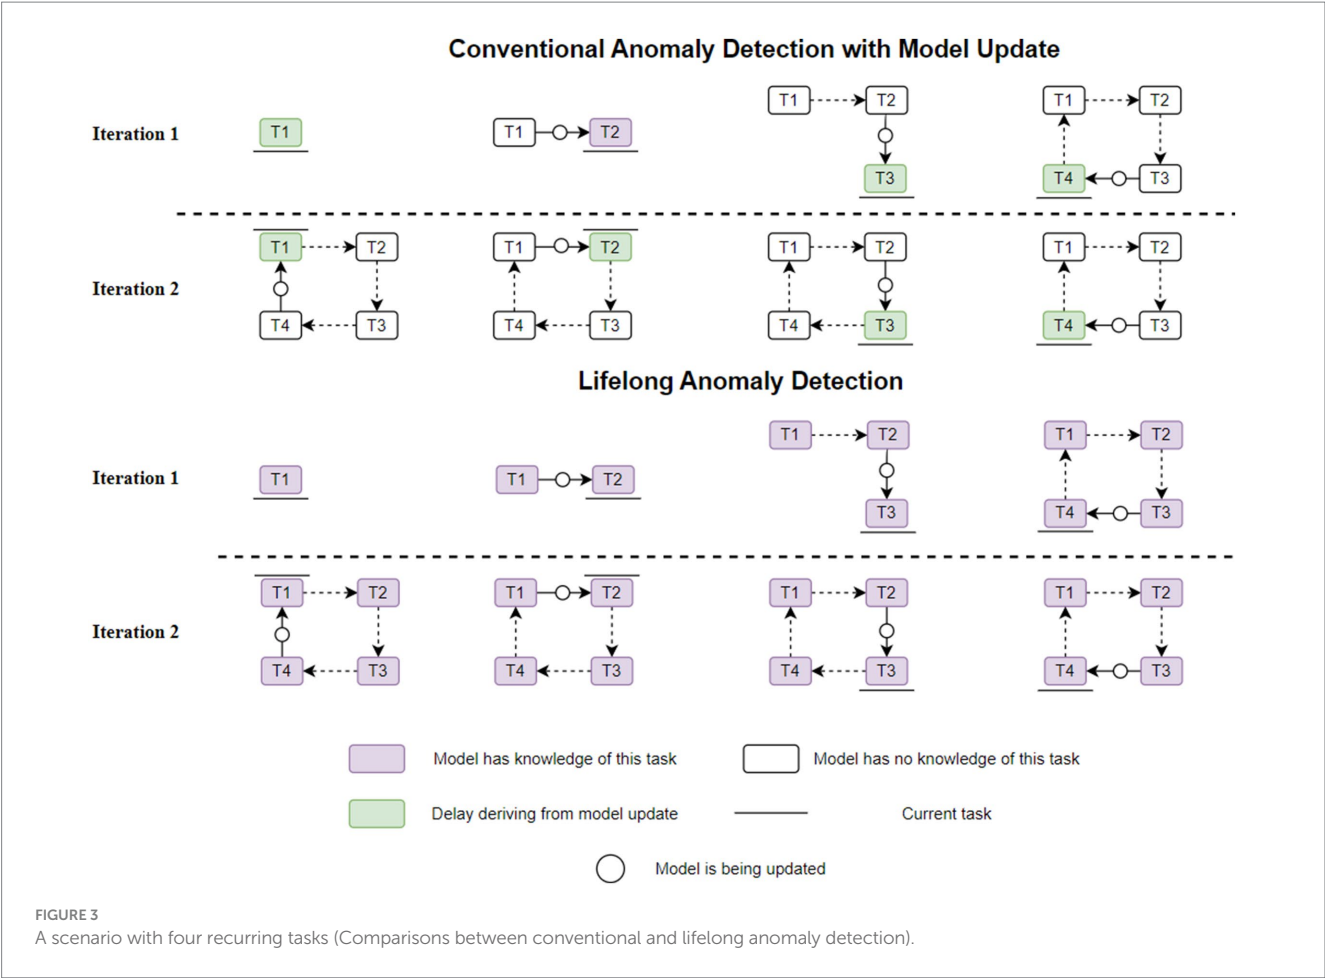 Conventional Anomaly Detection with Model Update
T1 T2 T1 T2
Iteration 1 T1 T1 T2
T3 T4 T3
T1 T2 T1 T2 T1 T2 T1 T2
Iteration 2
T4 T3 T4 T3 T4 T3 T4 T3
Lifelong Anomaly Detection
T1 T2 T1 T2
Iteration 1 T1 T1 T2
T3 T4 T3
T1 T2 T1 T2 T1 T2 T1 T2
Iteration 2
T4 T3 T4 T3 T4 T3 T4 T3
Model has knowledge of this task Model has no knowledge of this task
Delay deriving from model update Current task
Model is being updated
FIGURE 3
A scenario with four recurring tasks (Comparisons between conventional and lifelong anomaly detection).